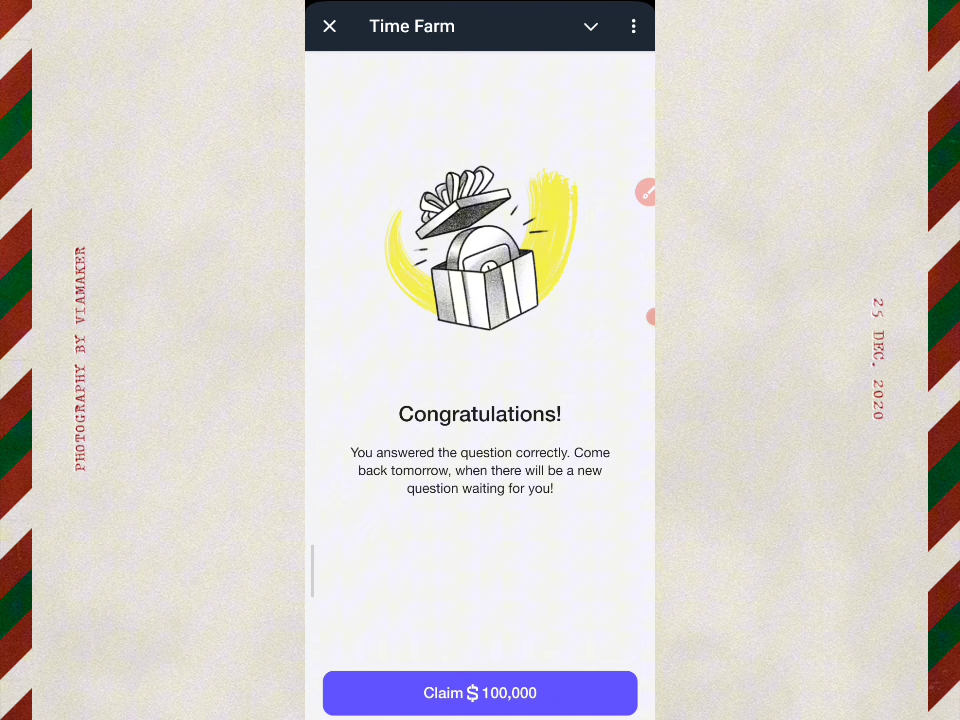 Time Farm
PHOTOGRAPHY BY VIAMAKER
25 DEC. 2020
Congratulations!
You answered the question correctly. Come
back tomorrow, when there will be a new
question waiting for you!
Claim $ 100,000